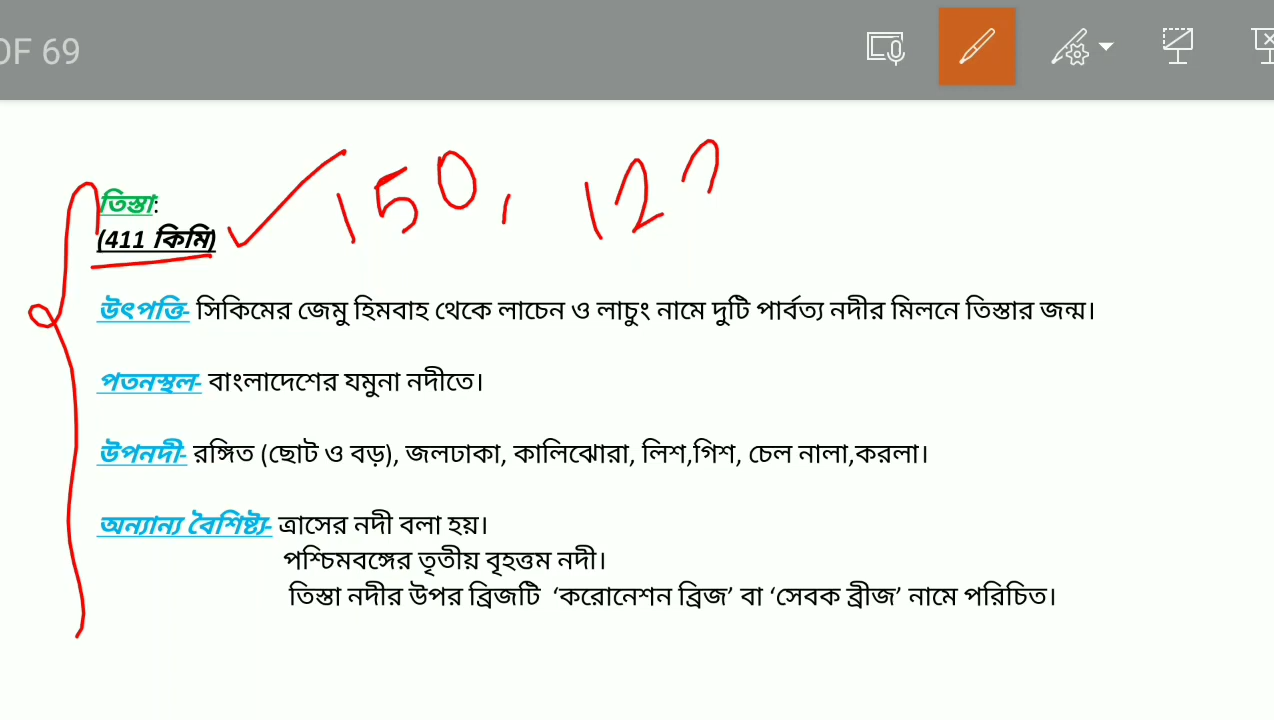 OF 69
তিস্তা:
(411 কিমি)
150, 12
উৎপত্তি- সিকিমের জেমু হিমবাহ থেকে লাচেন ও লাচুং নামে দুটি পার্বত্য নদীর মিলনে তিস্তার জন্ম।
পতনস্থল- বাংলাদেশের যমুনা নদীতে।
উপনদী- রঙ্গিত (ছোট ও বড়), জলঢাকা, কালিঝোরা, লিশ,গিশ, চেল নালা,করলা।
অন্যান্য বৈশিষ্ট্য- ত্রাসের নদী বলা হয়।
পশ্চিমবঙ্গের তৃতীয় বৃহত্তম নদী।
তিস্তা নদীর উপর ব্রিজটি ‘করোনেশন ব্রিজ’ বা ‘সেবক ব্রীজ’ নামে পরিচিত।